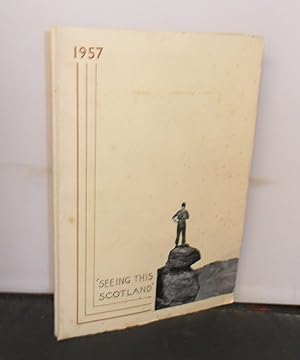 1957
"SEEING THIS
SCOTLAND"